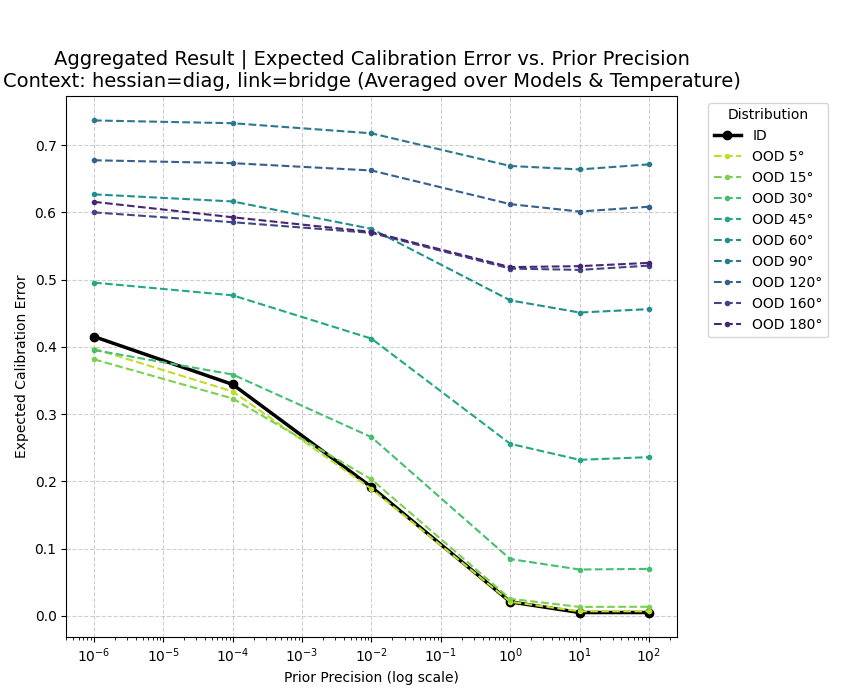 Aggregated Result | Expected Calibration Error vs. Prior Precision
Context: hessian=diag, link=bridge (Averaged over Models & Temperature)
Distribution
ID
OOD 5°
OOD 15°
OOD 30°
OOD 45°
OOD 60°
OOD 90°
OOD 120°
OOD 160°
OOD 180°
Expected Calibration Error
0.7
0.6
0.5
0.4
0.3
0.2
0.1
0.0
10⁻⁶ 10⁻⁵ 10⁻⁴ 10⁻³ 10⁻² 10⁻¹ 10⁰ 10¹ 10²
Prior Precision (log scale)